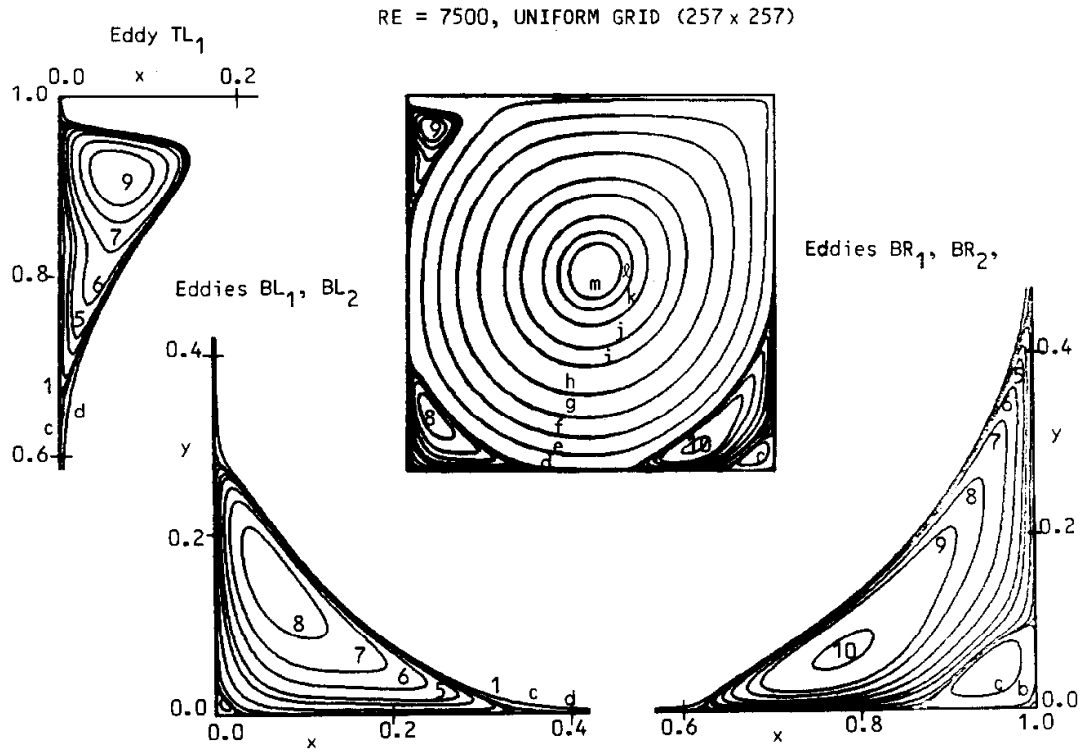 RE = 7500, UNIFORM GRID (257 x 257)
Eddy TL1
0.0 x 0.2
1.0
9
7
0.8
6
5
1
d
c
0.6
9
m
l
k
j
i
h
g
f
e
d
8
10
c
Eddies BL1, BL2
0.4
y
0.2
8
7
6
5
1
c
d
0.0
0.0
0.2
0.4
x
Eddies BR1, BR2,
0.4
5
6
y
7
8
0.2
9
10
c
b
0.0
0.6
0.8
1.0
x